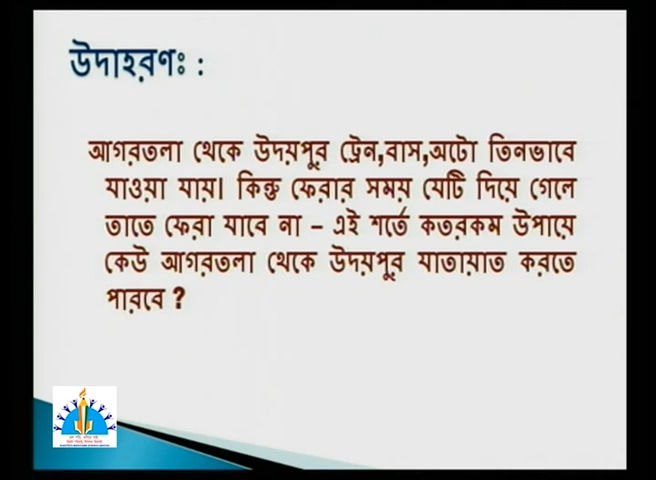 উদাহরণঃ :
আগরতলা থেকে উদয়পুর ট্রেন,বাস,অটো তিনভাবে
যাওয়া যায়। কিন্তু ফেরার সময় যেটি দিয়ে গেলে
তাতে ফেরা যাবে না – এই শর্তে কতরকম উপায়ে
কেউ আগরতলা থেকে উদয়পুর যাতায়াত করতে
পারবে ?